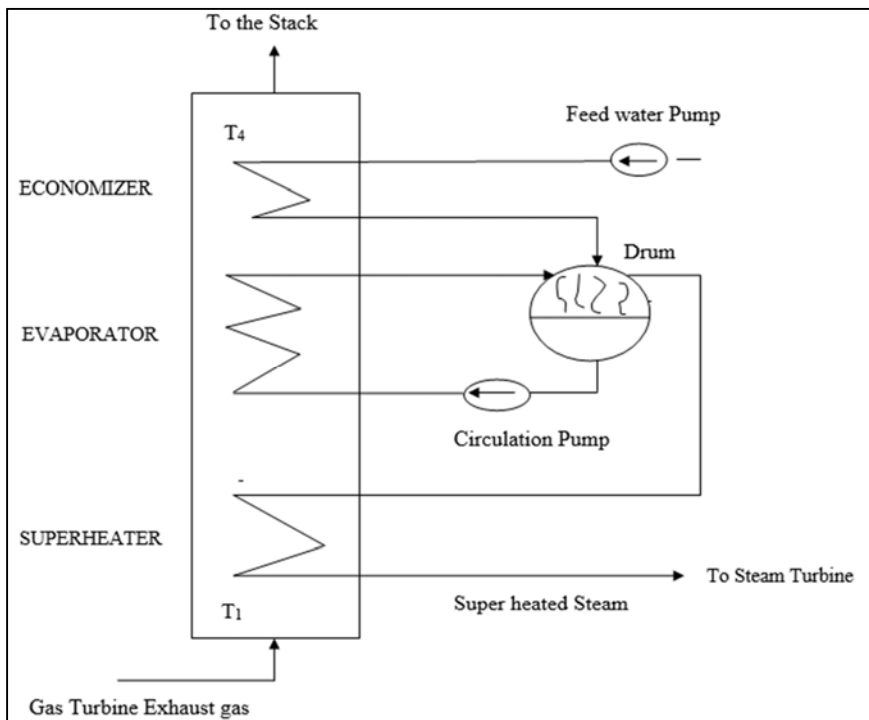 To the Stack
T4
Feed water Pump
ECONOMIZER
Drum
EVAPORATOR
Circulation Pump
SUPERHEATER
To Steam Turbine
Super heated Steam
T1
Gas Turbine Exhaust gas